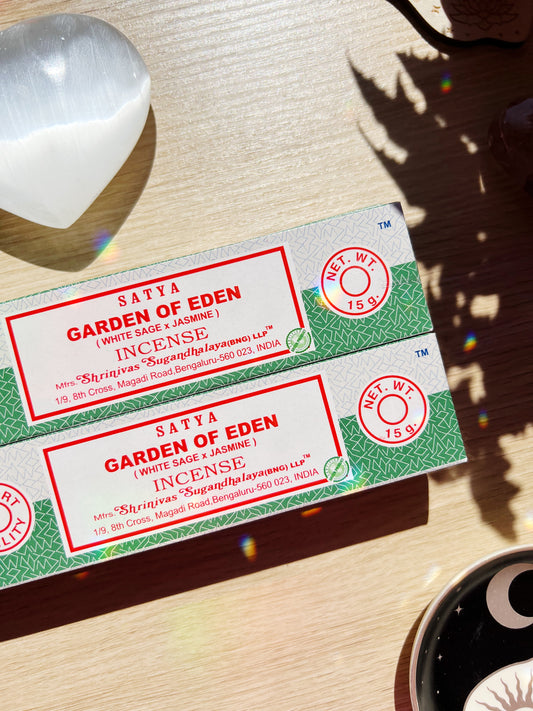 TM
NET. WT.
15 g.
SATYA
GARDEN OF EDEN
( WHITE SAGE x JASMINE )
INCENSE
Mfrs. Shrinivas Sugandhalaya (BNG) LLP™
1/9, 8th Cross, Magadi Road, Bengaluru-560 023, INDIA
TM
NET. WT.
15 g.
SATYA
GARDEN OF EDEN
( WHITE SAGE x JASMINE )
INCENSE
Mfrs. Shrinivas Sugandhalaya (BNG) LLP™
1/9, 8th Cross, Magadi Road, Bengaluru-560 023, INDIA